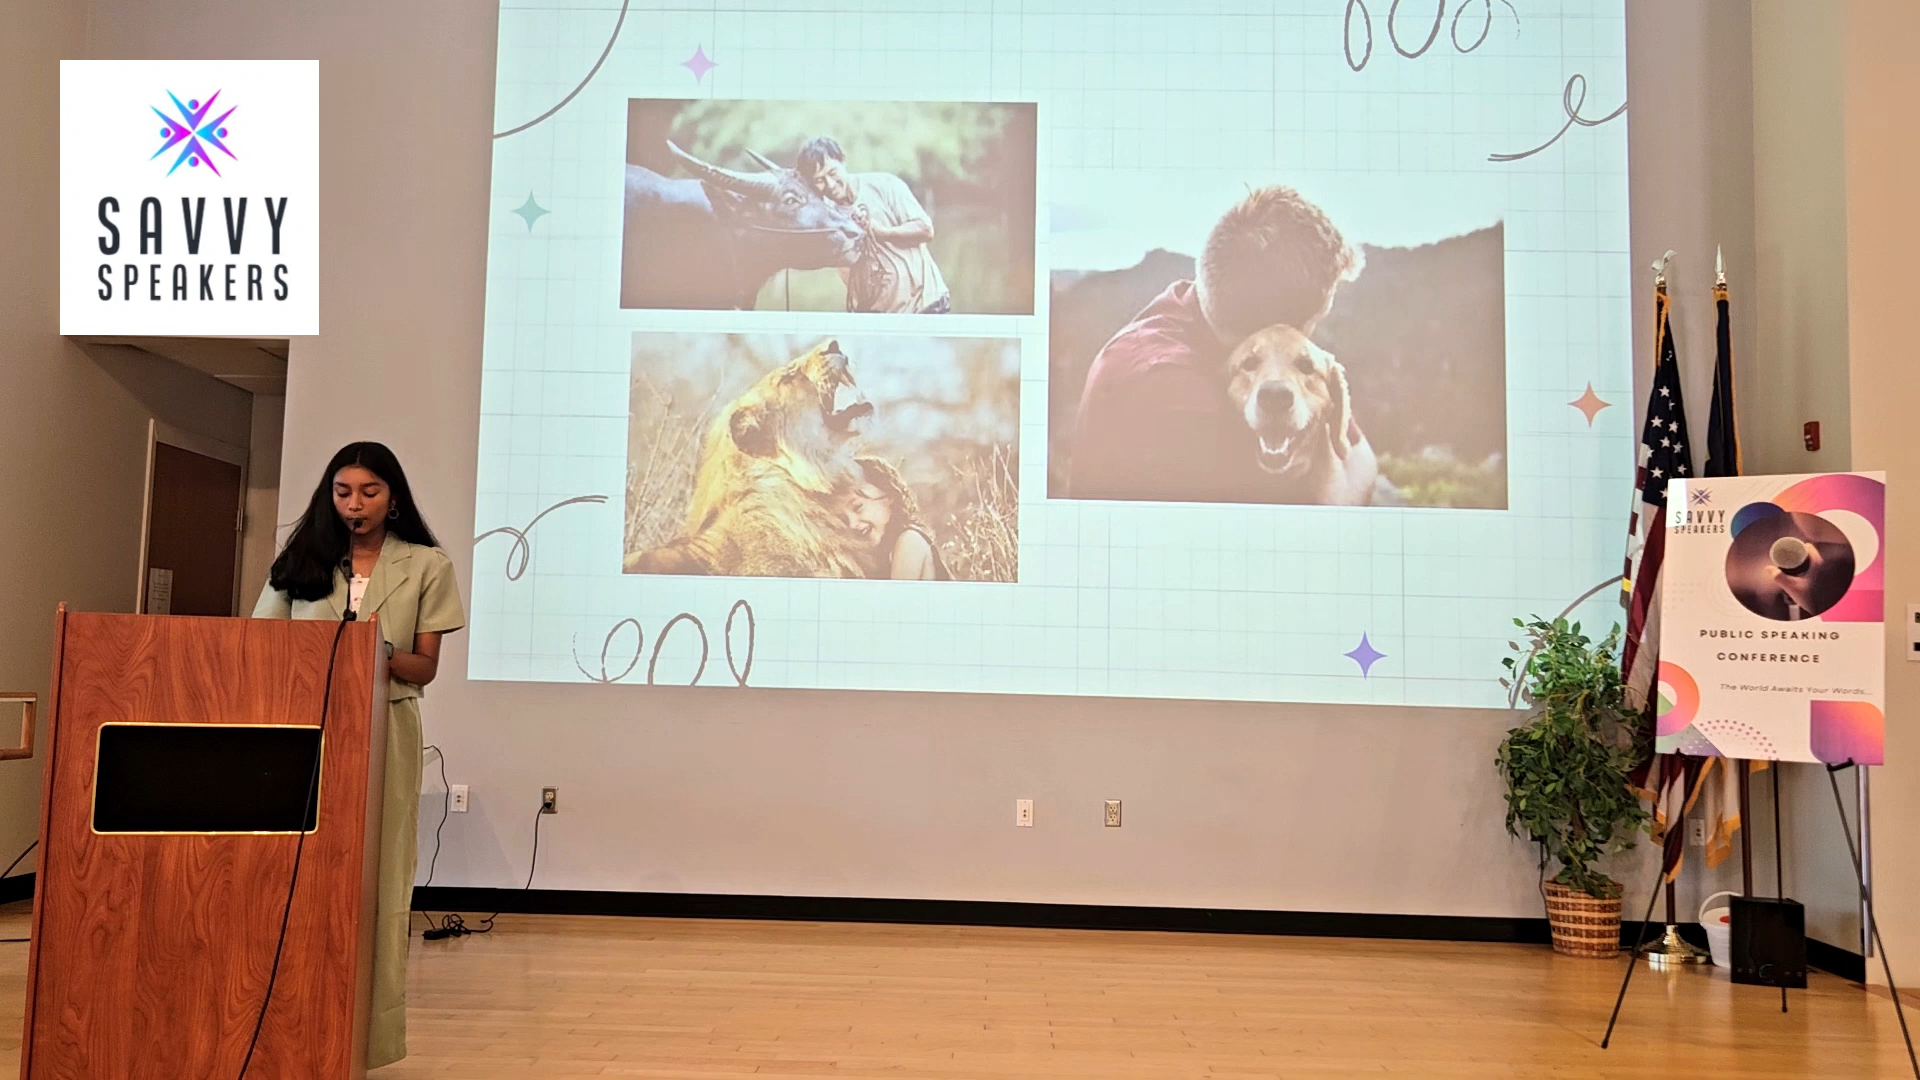 SAVVY
SPEAKERS
SAVVY
SPEAKERS
PUBLIC SPEAKING
CONFERENCE
The World Awaits Your Words...